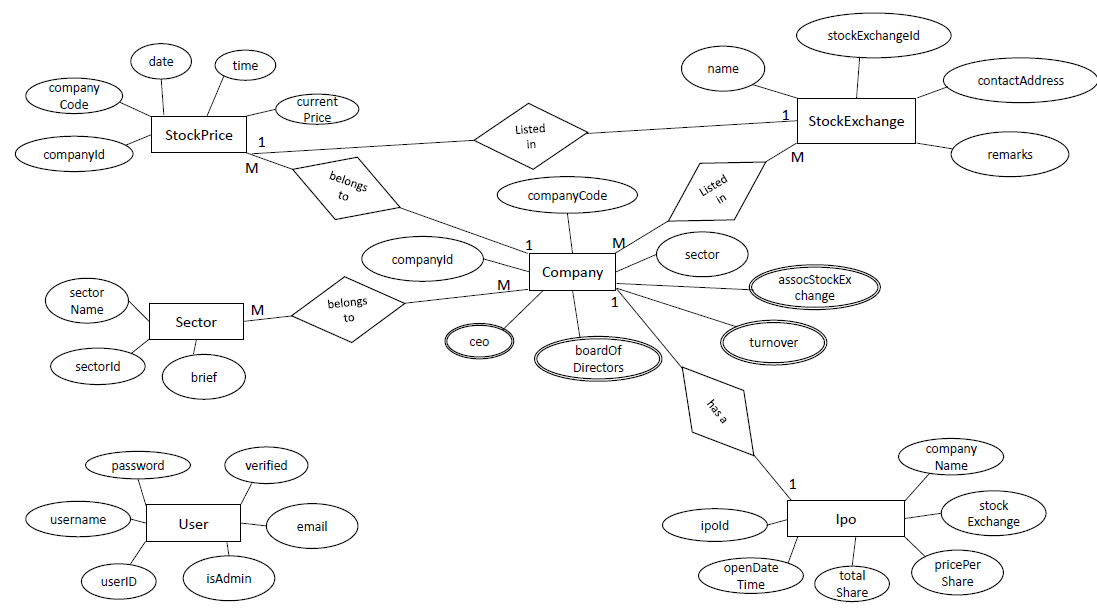 stockExchangeId
name
contactAddress
date
time
company
Code
current
Price
StockPrice
companyId
1
M
Listed
in
1
StockExchange
M
remarks
belongs
to
Listed
in
companyCode
1
M
companyId
Company
sector
M
1
assocStockEx
change
sector
Name
M
belongs
to
Sector
sectorId
brief
ceo
boardOf
Directors
turnover
has a
1
password
verified
username
User
email
userID
isAdmin
company
Name
ipoId
Ipo
stock
Exchange
openDate
Time
total
Share
pricePer
Share